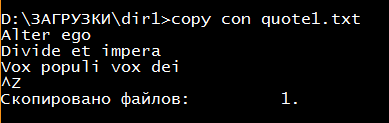 D:\ЗАГРУЗКИ\dir1>copy con quote1.txt
Alter ego
Divide et impera
Vox populi vox dei
^Z
Скопировано файлов:         1.